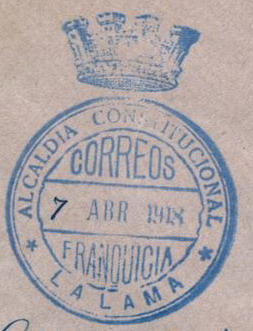 ALCALDIA CONSTITUCIONAL
CORREOS
7 ABR 1918
FRANQUICIA
* LA LAMA *